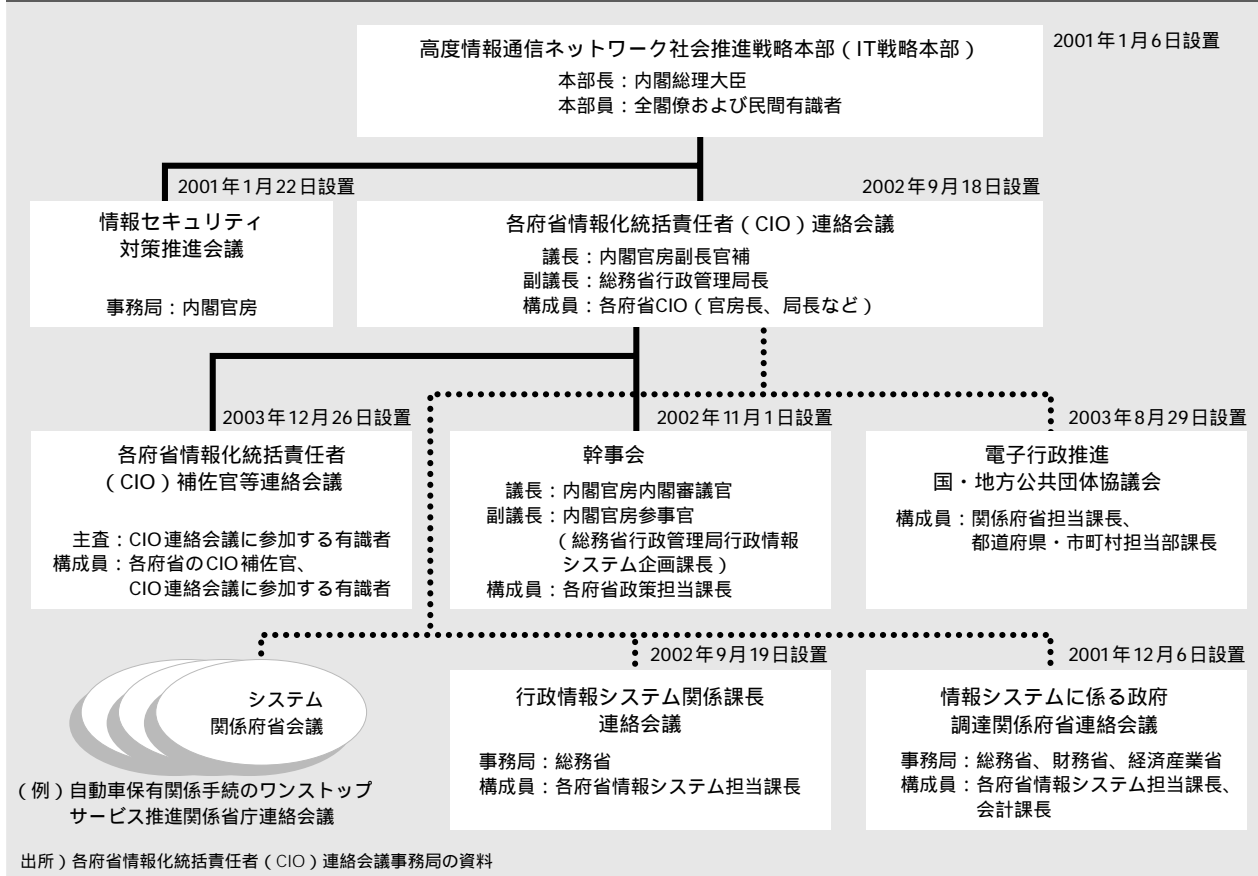 高度情報通信ネットワーク社会推進戦略本部(IT戦略本部)
本部長:内閣総理大臣
本部員:全閣僚および民間有識者
2001年1月6日設置
2001年1月22日設置
情報セキュリティ
対策推進会議
事務局:内閣官房
2002年9月18日設置
各府省情報化統括責任者(CIO)連絡会議
議長:内閣官房副長官補
副議長:総務省行政管理局長
構成員:各府省CIO(官房長、局長など)
2003年12月26日設置
各府省情報化統括責任者
(CIO)補佐官等連絡会議
主査:CIO連絡会議に参加する有識者
構成員:各府省のCIO補佐官、
CIO連絡会議に参加する有識者
2002年11月1日設置
幹事会
議長:内閣官房内閣審議官
副議長:内閣官房参事官
(総務省行政管理局行政情報
システム企画課長)
構成員:各府省政策担当課長
2003年8月29日設置
電子行政推進
国・地方公共団体協議会
構成員:関係府省担当課長、
都道府県・市町村担当部課長
システム
関係府省会議
(例)自動車保有関係手続のワンストップ
サービス推進関係省庁連絡会議
2002年9月19日設置
行政情報システム関係課長
連絡会議
事務局:総務省
構成員:各府省情報システム担当課長
2001年12月6日設置
情報システムに係る政府
調達関係府省連絡会議
事務局:総務省、財務省、経済産業省
構成員:各府省情報システム担当課長、
会計課長
出所)各府省情報化統括責任者(CIO)連絡会議事務局の資料